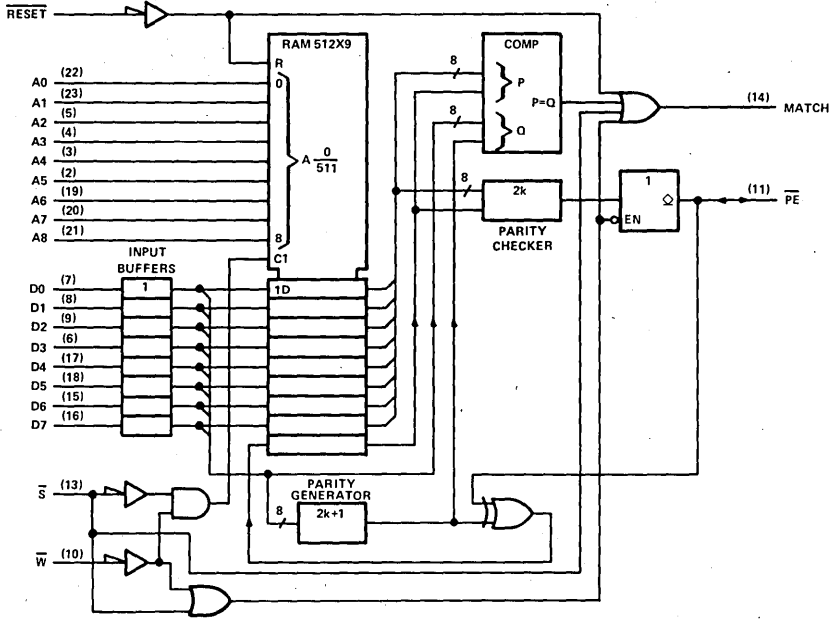 RESET
RAM 512X9
COMP
R
0
A0 (22)
A1 (23)
A2 (5)
A3 (4)
A4 (3)
A5 (2)
A6 (19)
A7 (20)
A8 (21)
A 0/511
8
C1
8
P
P=Q
8
Q
(14) MATCH
8
2k
PARITY
CHECKER
1
EN
(11) PE
INPUT
BUFFERS
D0 (7)
D1 (8)
D2 (9)
D3 (6)
D4 (17)
D5 (18)
D6 (15)
D7 (16)
1
1D
S (13)
W (10)
PARITY
GENERATOR
8
2k+1